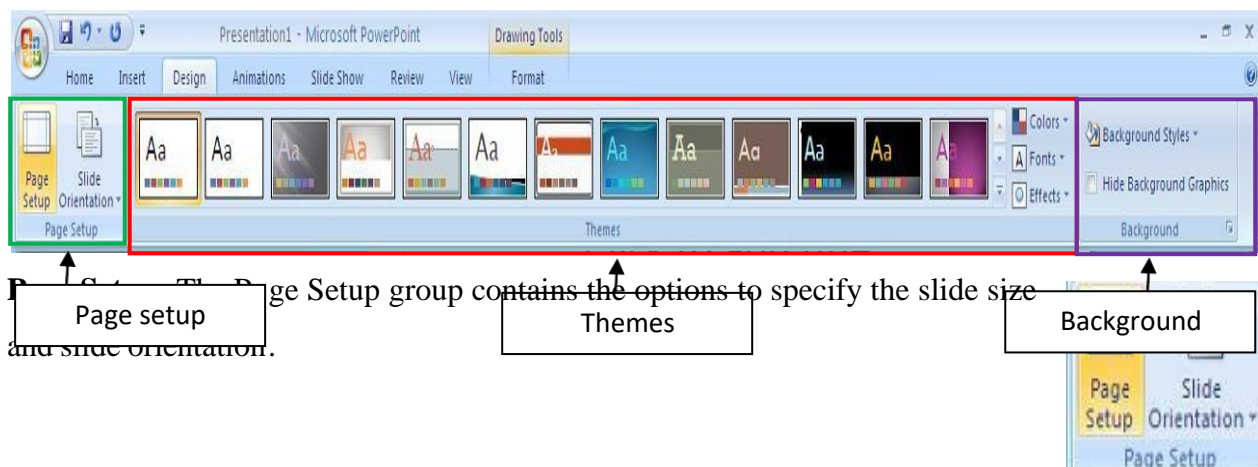 Presentation1 - Microsoft PowerPoint Drawing Tools
Home Insert Design Animations Slide Show Review View Format
Aa Aa Aa Aa Aa Aa Aa Aa Aa Aa Aa Aa
Colors
Fonts
Effects
Background Styles
Hide Background Graphics
Page Setup
Slide Orientation
Page Setup Themes Background
The Page Setup group contains the options to specify the slide size
and slide orientation.
Page setup
Themes
Background
Page Setup
Slide Orientation
Page Setup